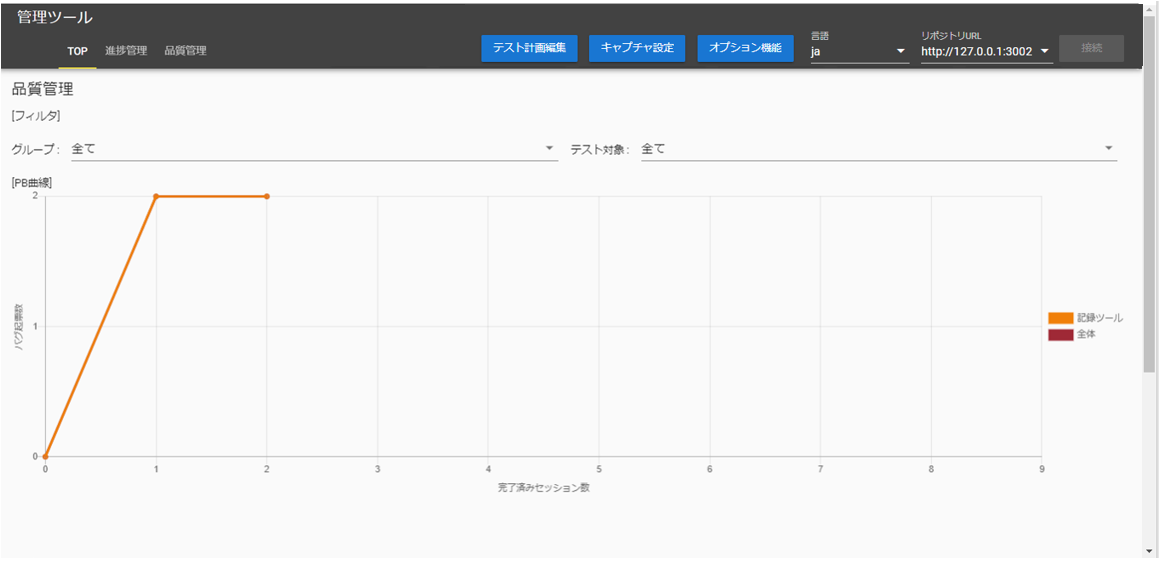 管理ツール
TOP 進捗管理 品質管理 テスト計画編集 キャプチャ設定 オプション機能 言語 ja リポジトリURL http://127.0.0.1:3002 接続
品質管理
[フィルタ]
グループ: 全て テスト対象: 全て
[PB曲線]
2
1
0
バグ起票数
0 1 2 3 4 5 6 7 8 9
完了済みセッション数
記録ツール
全体